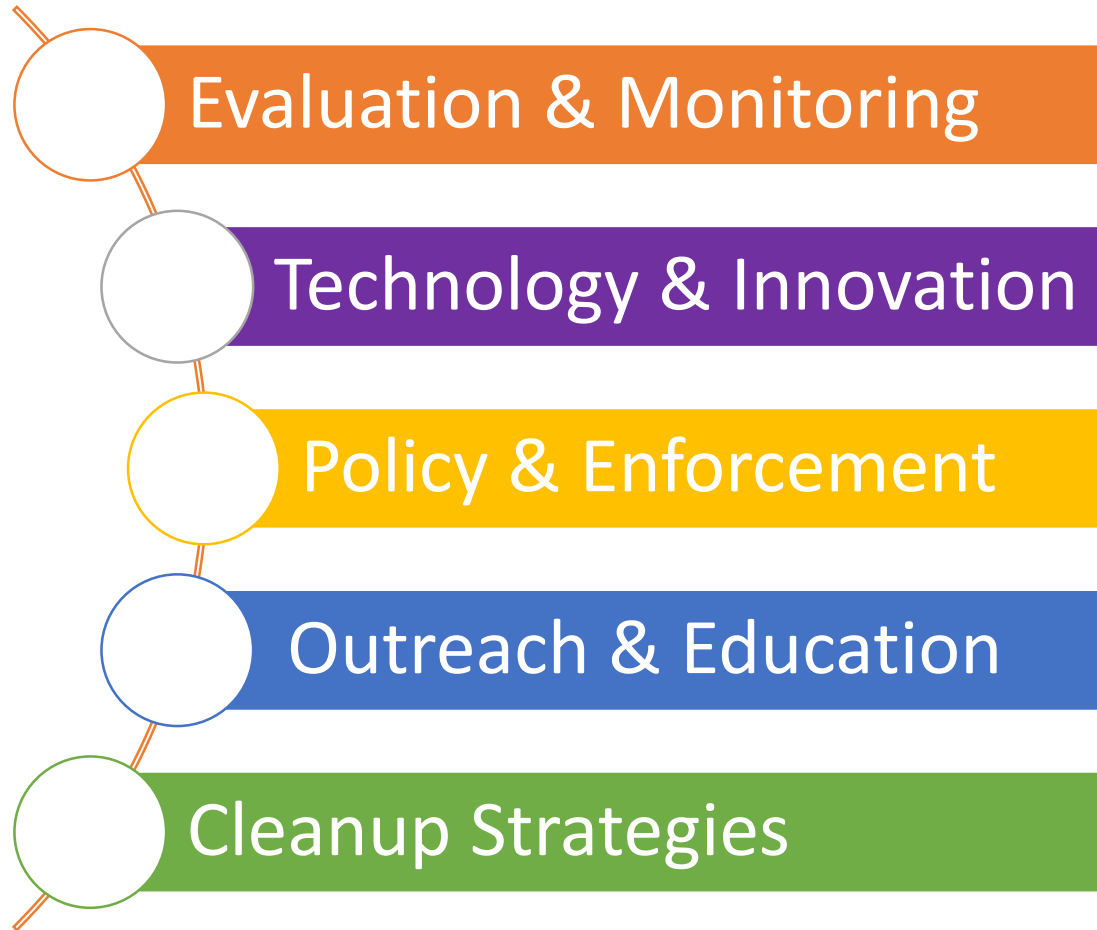 Evaluation & Monitoring
Technology & Innovation
Policy & Enforcement
Outreach & Education
Cleanup Strategies